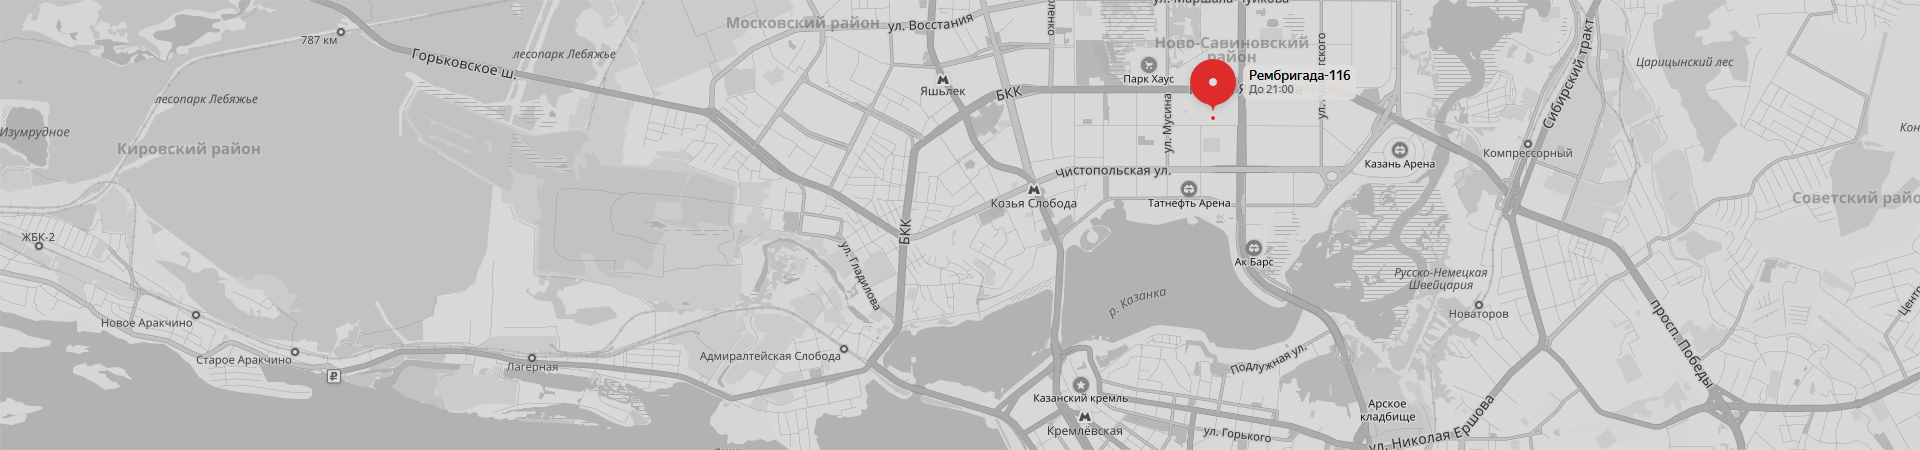 ул. Маршала Чуйкова
Московский район
ул. Восстания
Ново-Савиновский
район
787 км
Горьковское ш.
лесопарк Лебяжье
Яшьлек
БКК
Парк Хаус
Рембригада-116
До 21:00
Сибирский тракт
Царицынский лес
лесопарк Лебяжье
Изумрудное
Кировский район
ул. Мусина
Казань Арена
Компрессорный
Чистопольская ул.
Козья Слобода
Татнефть Арена
Советский райо
ЖБК-2
БКК
ул. Гладилова
Ак Барс
Русско-Немецкая
Швейцария
р. Казанка
Новаторов
просп. Победы
Новое Аракчино
Старое Аракчино
Лагерная
Адмиралтейская Слобода
Подлужная ул.
Казанский кремль
Кремлёвская
ул. Горького
Арское
кладбище
ул. Николая Ершова